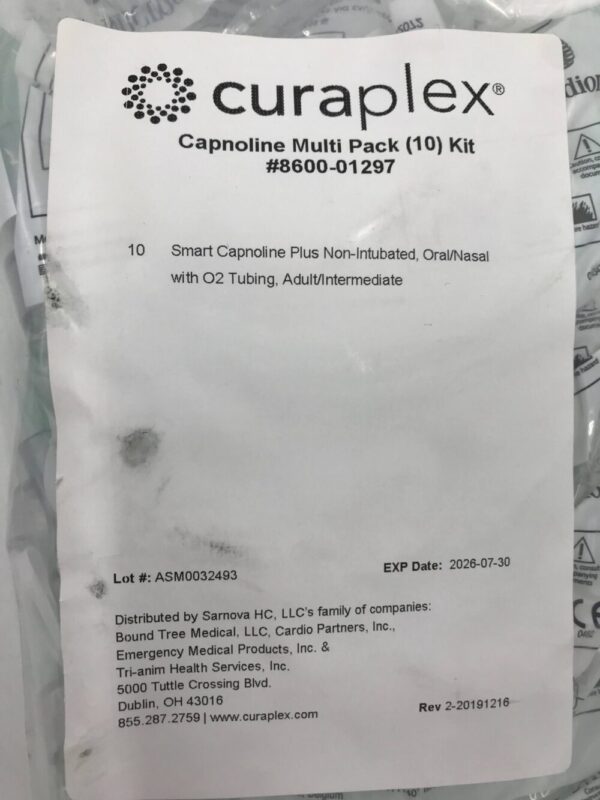 curaplex®
Capnoline Multi Pack (10) Kit
#8600-01297
10 Smart Capnoline Plus Non-Intubated, Oral/Nasal
with O2 Tubing, Adult/Intermediate
Lot #: ASM0032493
EXP Date: 2026-07-30
Distributed by Sarnova HC, LLC's family of companies:
Bound Tree Medical, LLC, Cardio Partners, Inc.,
Emergency Medical Products, Inc. &
Tri-anim Health Services, Inc.
5000 Tuttle Crossing Blvd.
Dublin, OH 43016
855.287.2759 | www.curaplex.com
Rev 2-20191216